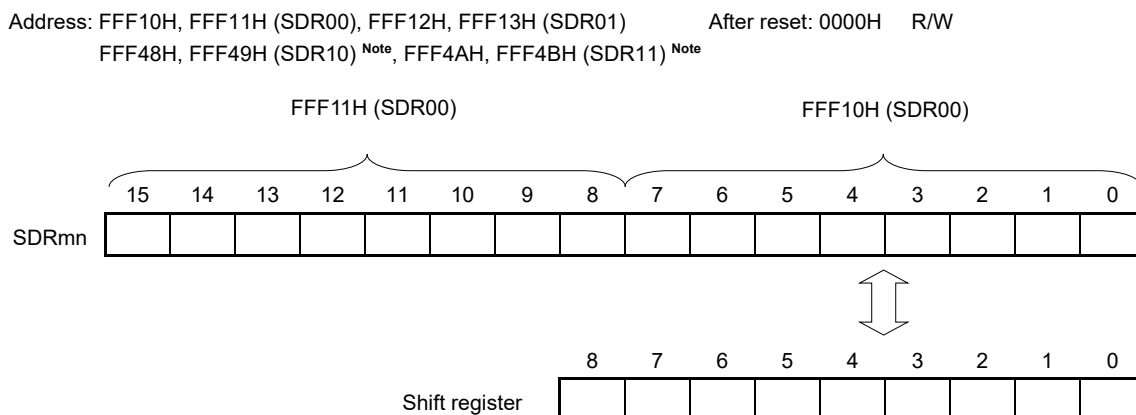 Address: FFF10H, FFF11H (SDR00), FFF12H, FFF13H (SDR01) After reset: 0000H R/W
FFF48H, FFF49H (SDR10) Note, FFF4AH, FFF4BH (SDR11) Note
FFF11H (SDR00) FFF10H (SDR00)
15 14 13 12 11 10 9 8 7 6 5 4 3 2 1 0
SDRmn
8 7 6 5 4 3 2 1 0
Shift register